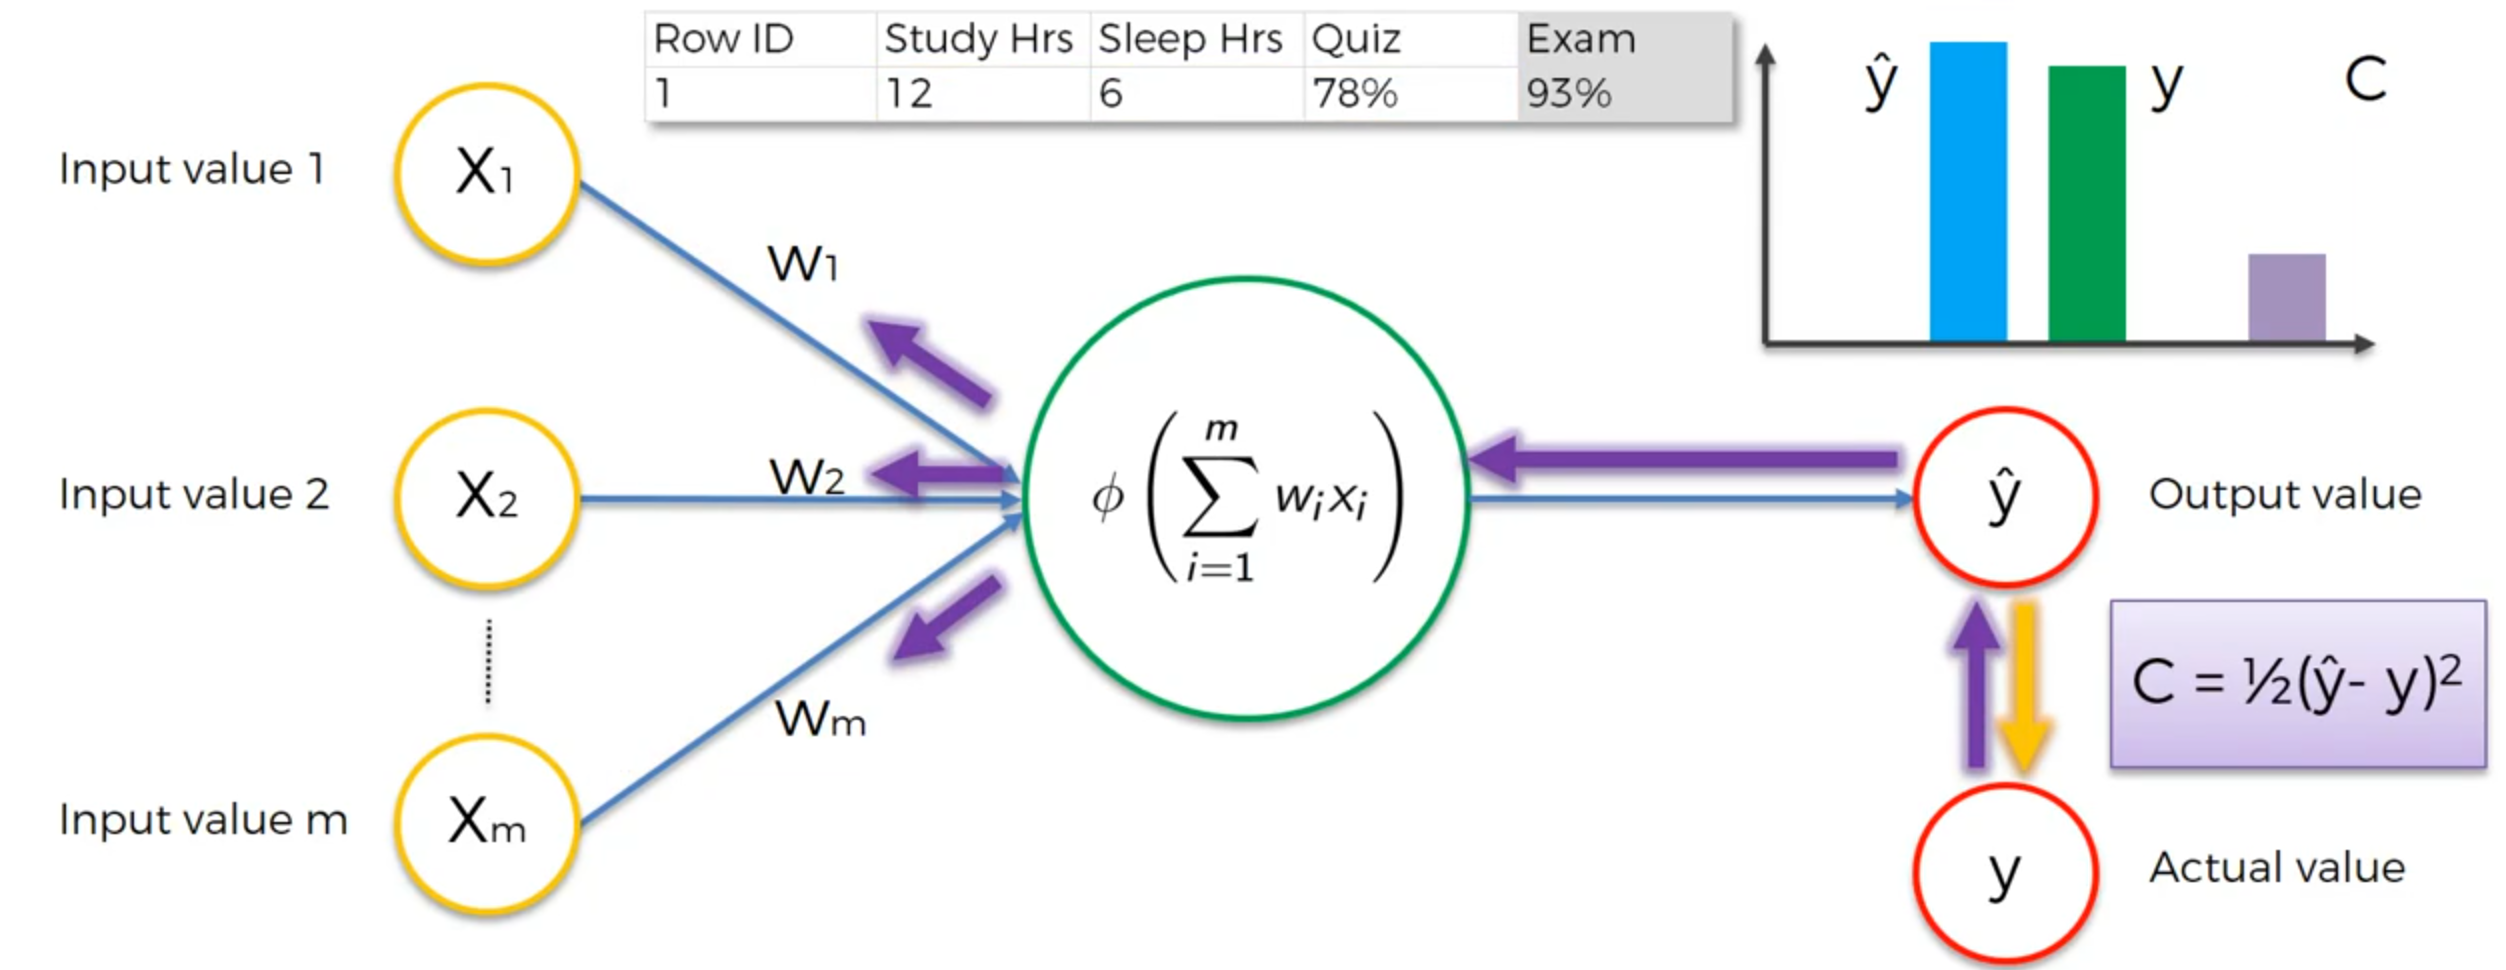 Row ID Study Hrs Sleep Hrs Quiz Exam
1 12 6 78% 93%
ŷ y C
Input value 1 X₁
W₁
Input value 2 X₂ W₂ ϕ(∑ᵢ₌₁ᵐ wᵢxᵢ) ŷ Output value
C = ½(ŷ- y)²
Wₘ
Input value m Xₘ
y Actual value